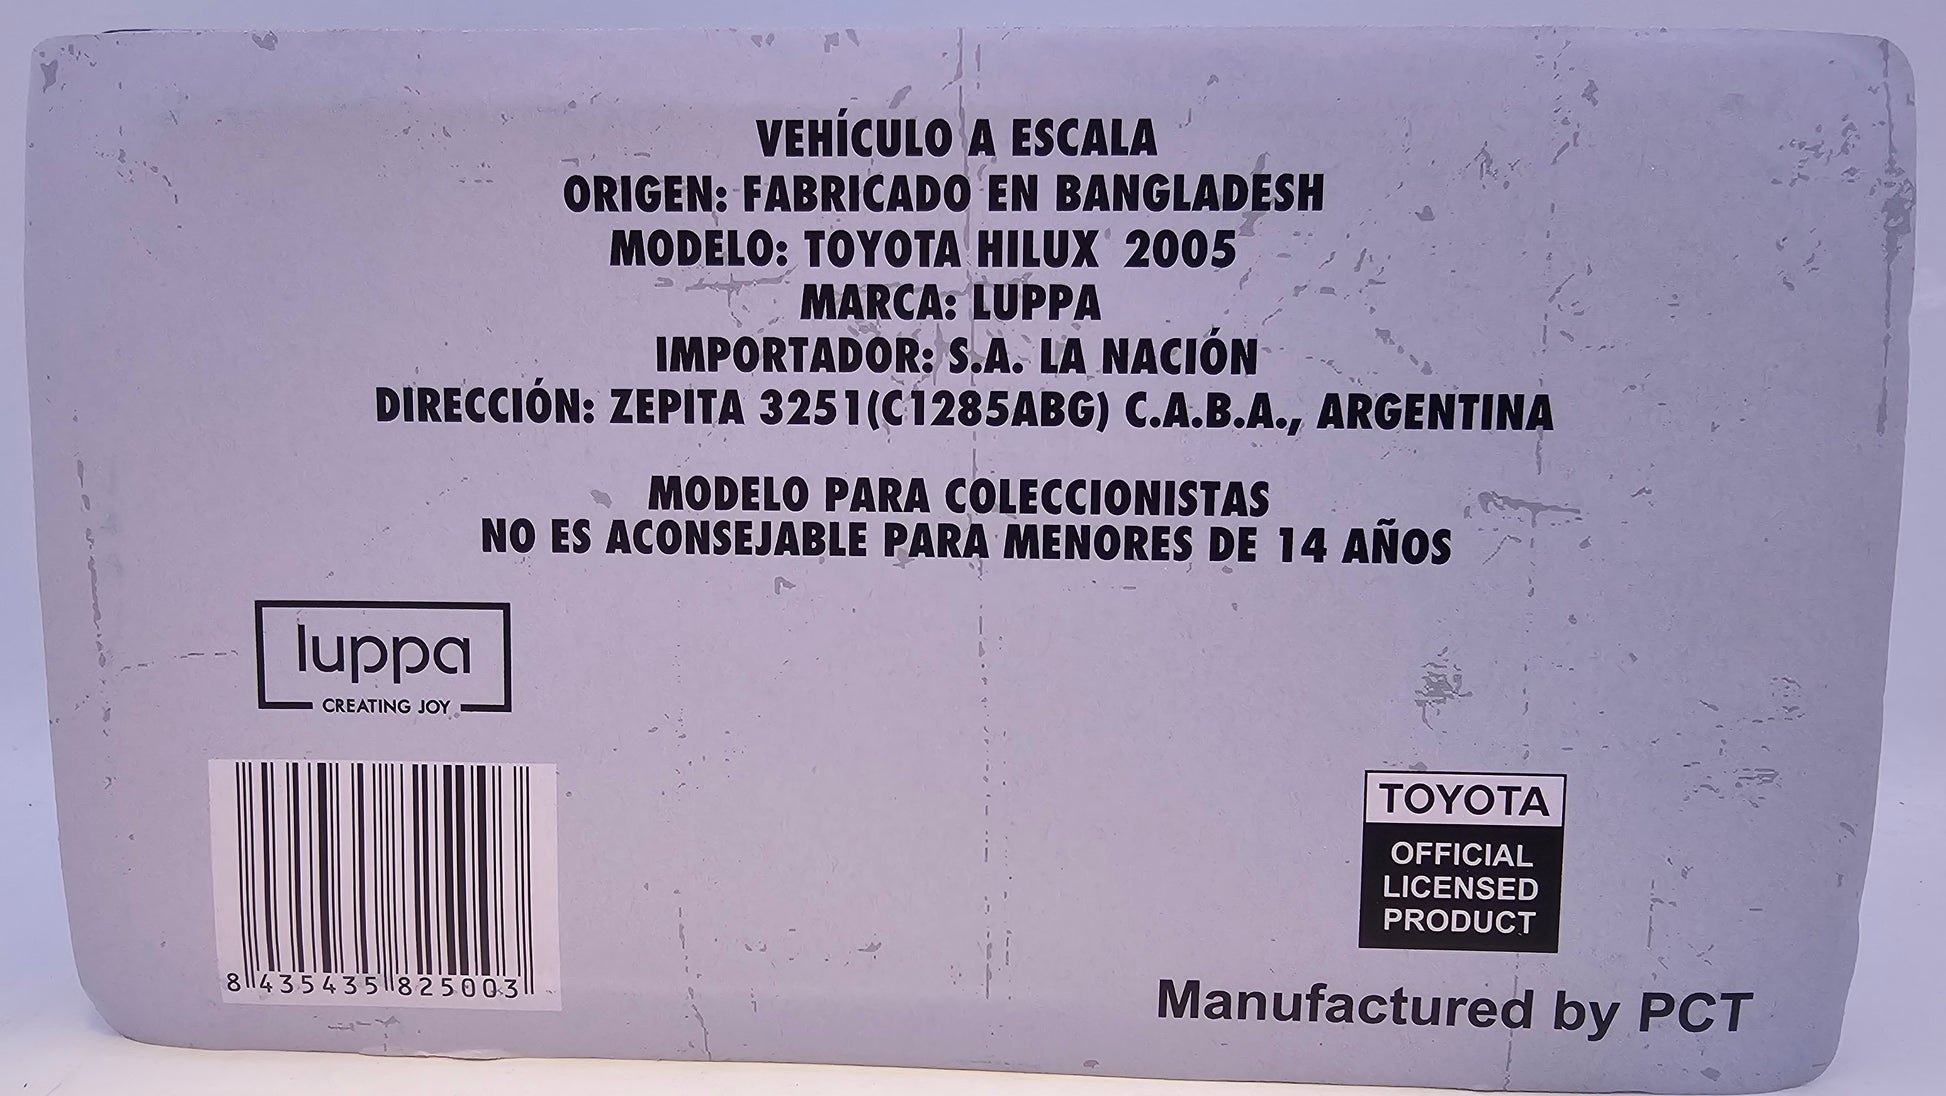 VEHÍCULO A ESCALA
ORIGEN: FABRICADO EN BANGLADESH
MODELO: TOYOTA HILUX 2005
MARCA: LUPPA
IMPORTADOR: S.A. LA NACIÓN
DIRECCIÓN: ZEPITA 3251(C1285ABG) C.A.B.A., ARGENTINA
MODELO PARA COLECCIONISTAS
NO ES ACONSEJABLE PARA MENORES DE 14 AÑOS
luppa
CREATING JOY
8 435435 825003
TOYOTA
OFFICIAL
LICENSED
PRODUCT
Manufactured by PCT